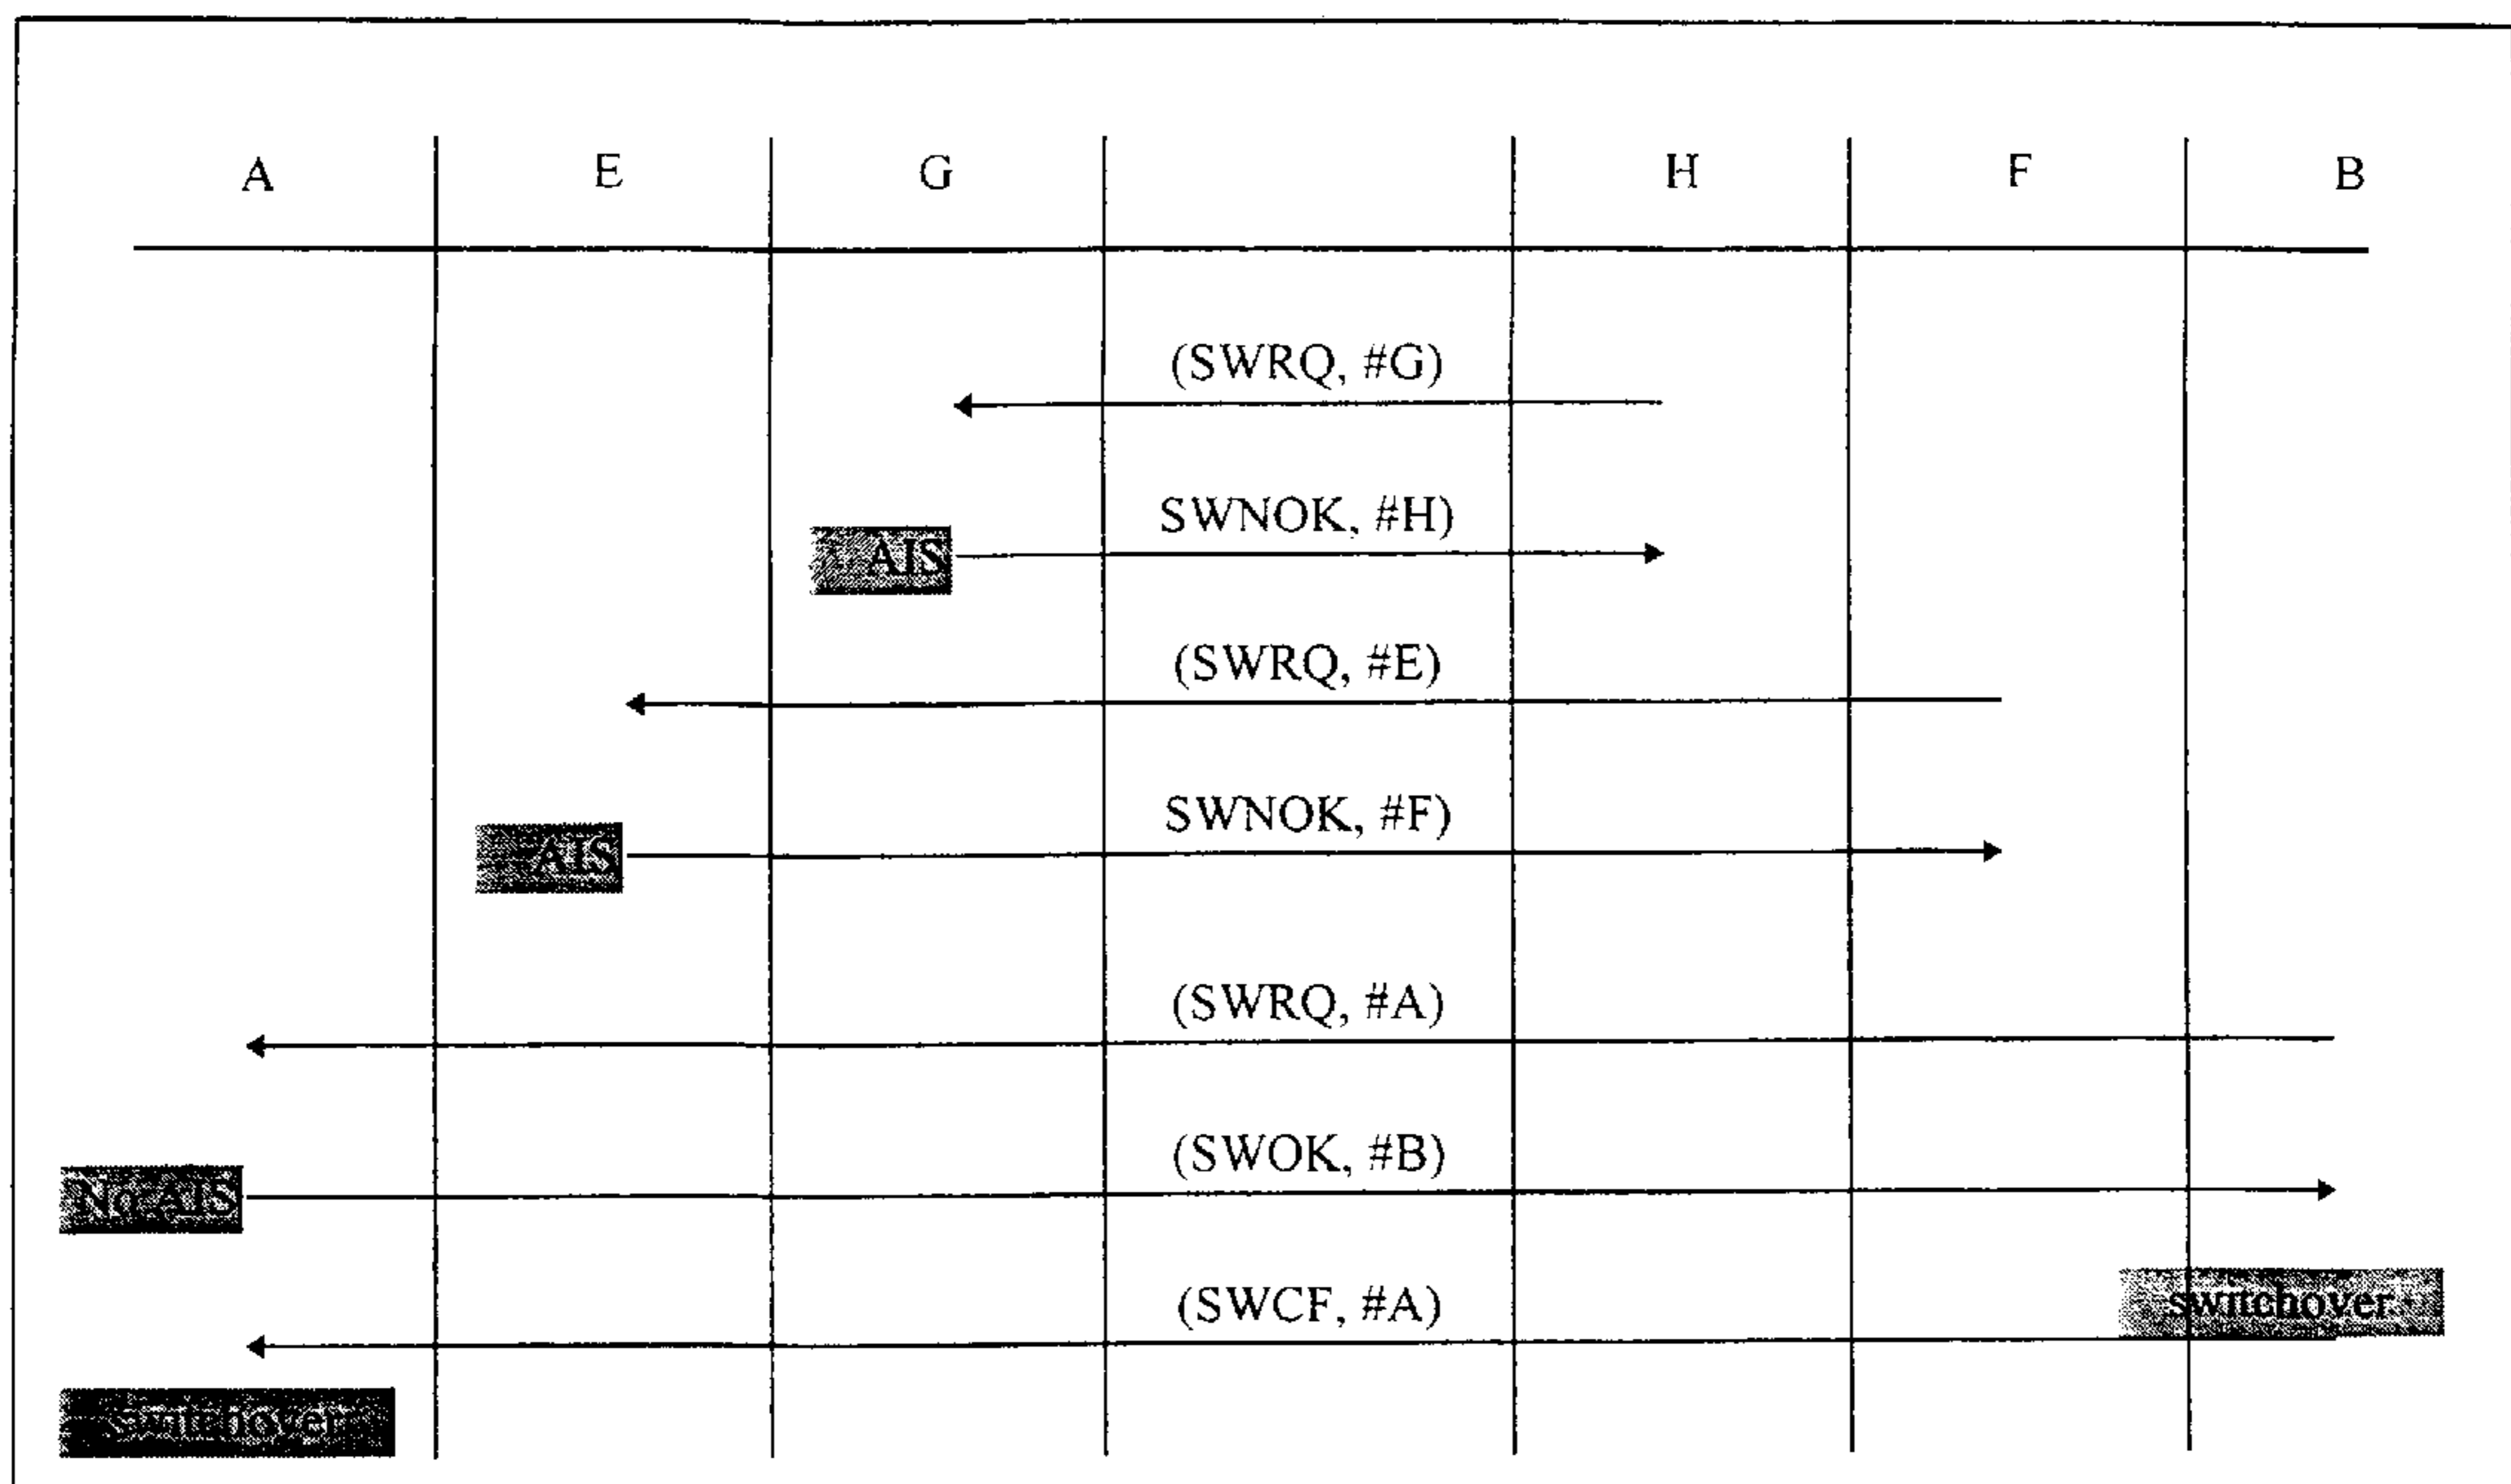 A E G H F B
(SWRQ, #G)
SWNOK, #H)
AIS
(SWRQ, #E)
SWNOK, #F)
AIS
(SWRQ, #A)
(SWOK, #B)
No AIS
(SWCF, #A)
switchover
switchover